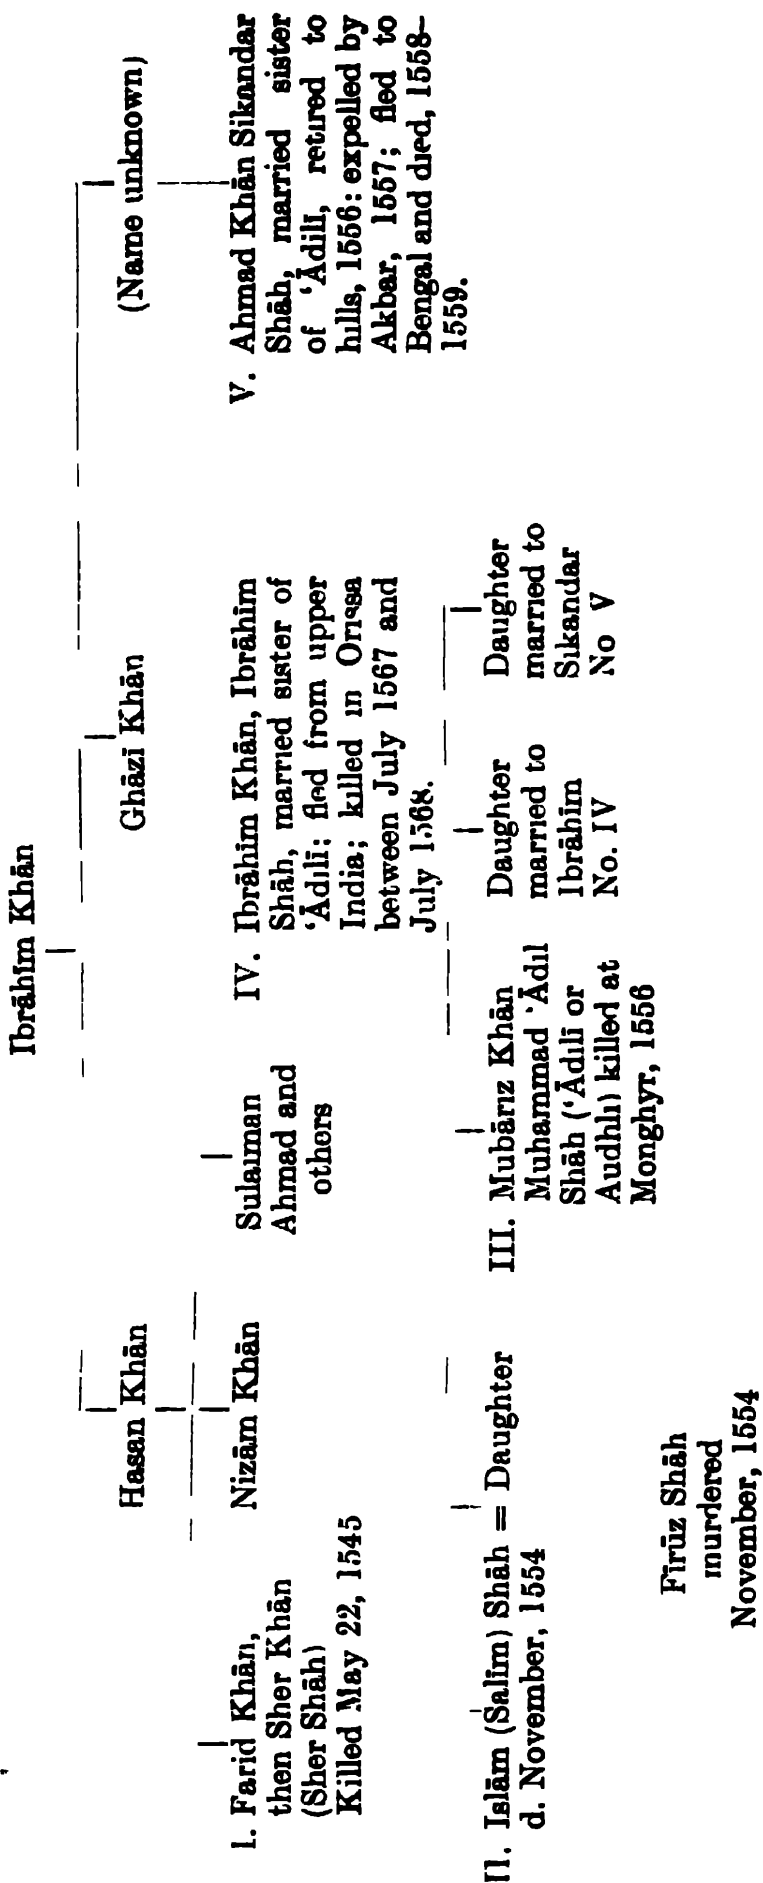 Ibrāhīm Khān
Hasan Khān
Ghāzī Khān
(Name unknown)
I. Farīd Khān,
then Sher Khān
(Sher Shāh)
Killed May 22, 1545
Nizām Khān
Sulaiman
Ahmad and
others
IV. Ibrāhīm Khān, Ibrāhīm
Shāh, married sister of
‘Ādilī: fled from upper
India; killed in Orissa
between July 1567 and
July 1568.
V. Ahmad Khān Sikandar
Shāh, married sister
of ‘Ādilī, retired to
hills, 1556: expelled by
Akbar, 1557; fled to
Bengal and died, 1558–
1559.
II. Islām (Salīm) Shāh = Daughter
d. November, 1554
III. Mubāriz Khān
Muhammad ‘Ādil
Shāh (‘Ādilī or
Audhlī) killed at
Monghyr, 1556
Daughter
married to
Ibrāhīm
No. IV
Daughter
married to
Sikandar
No V
Fīrūz Shāh
murdered
November, 1554